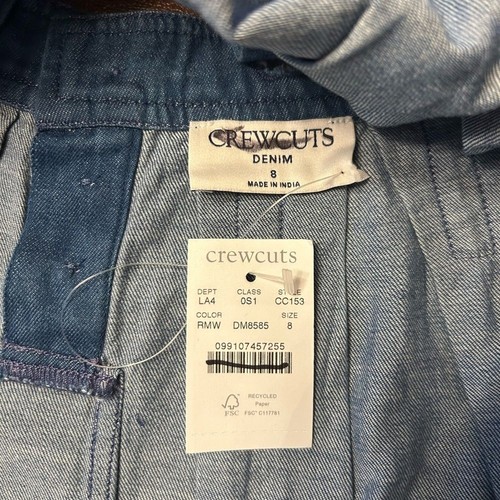 CREWCUTS
DENIM
8
MADE IN INDIA
crewcuts
DEPT CLASS STYLE
LA4 0S1 CC153
COLOR SIZE
RMW DM8585 8
099107457255
FSC
RECYCLED
Paper
FSC® C117761